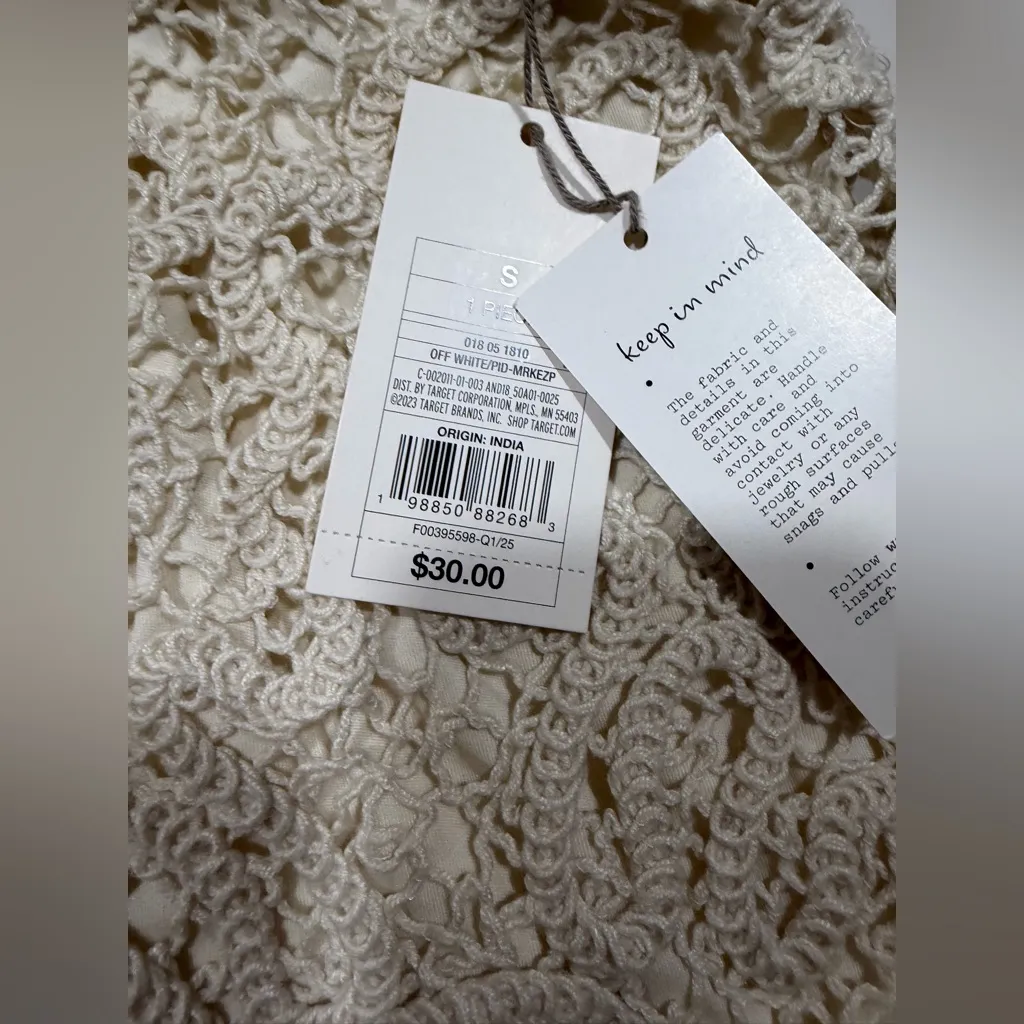 S
1
018 05 1810
OFF WHITE/PID-MRKEZP
C-002011-01-003 AND18_50A01-0025
DIST. BY TARGET CORPORATION, MPLS., MN 55403
©2023 TARGET BRANDS, INC. SHOP TARGET.COM
ORIGIN: INDIA
1 98850 88268 3
F00395598-Q1/25
$30.00
keep in mind
• The fabric and
details in this
garment are
delicate. Handle
with care and
avoid coming into
contact with
jewelry or any
rough surfaces
that may cause
snags and
• Follow